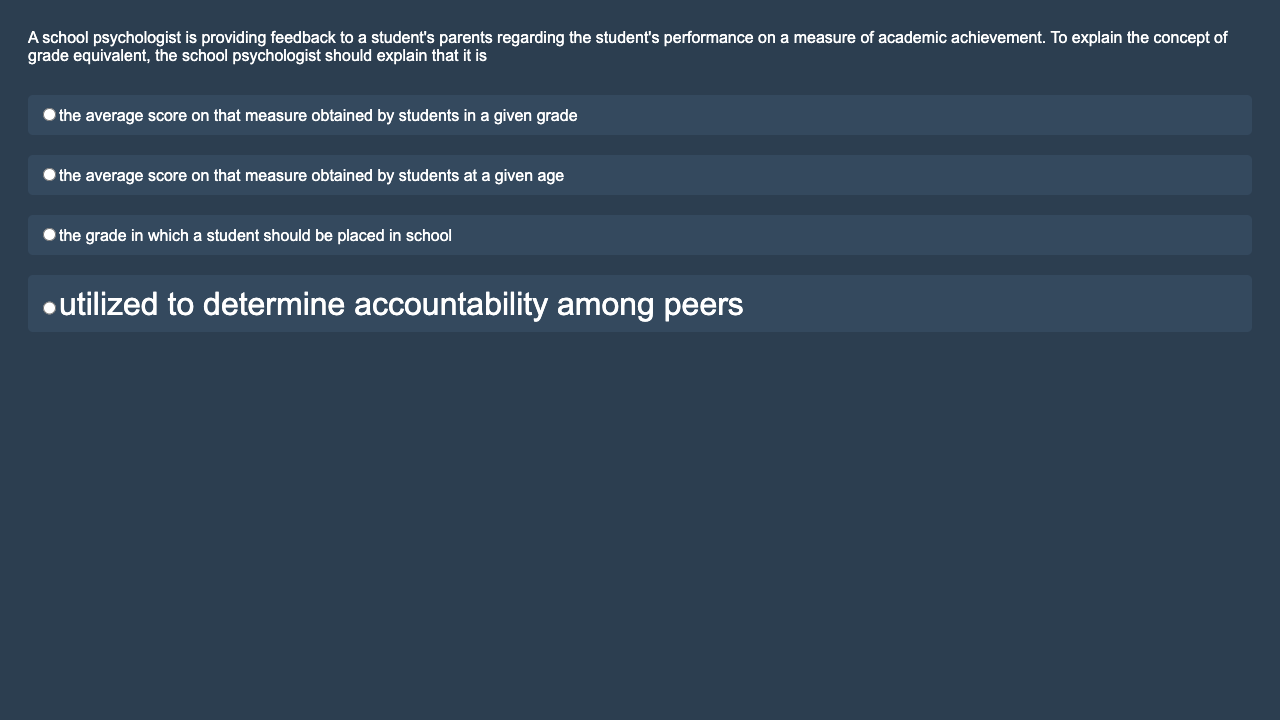 A school psychologist is providing feedback to a student's parents regarding the student's performance on a measure of academic achievement. To explain the concept of
grade equivalent, the school psychologist should explain that it is
the average score on that measure obtained by students in a given grade
the average score on that measure obtained by students at a given age
the grade in which a student should be placed in school
utilized to determine accountability among peers